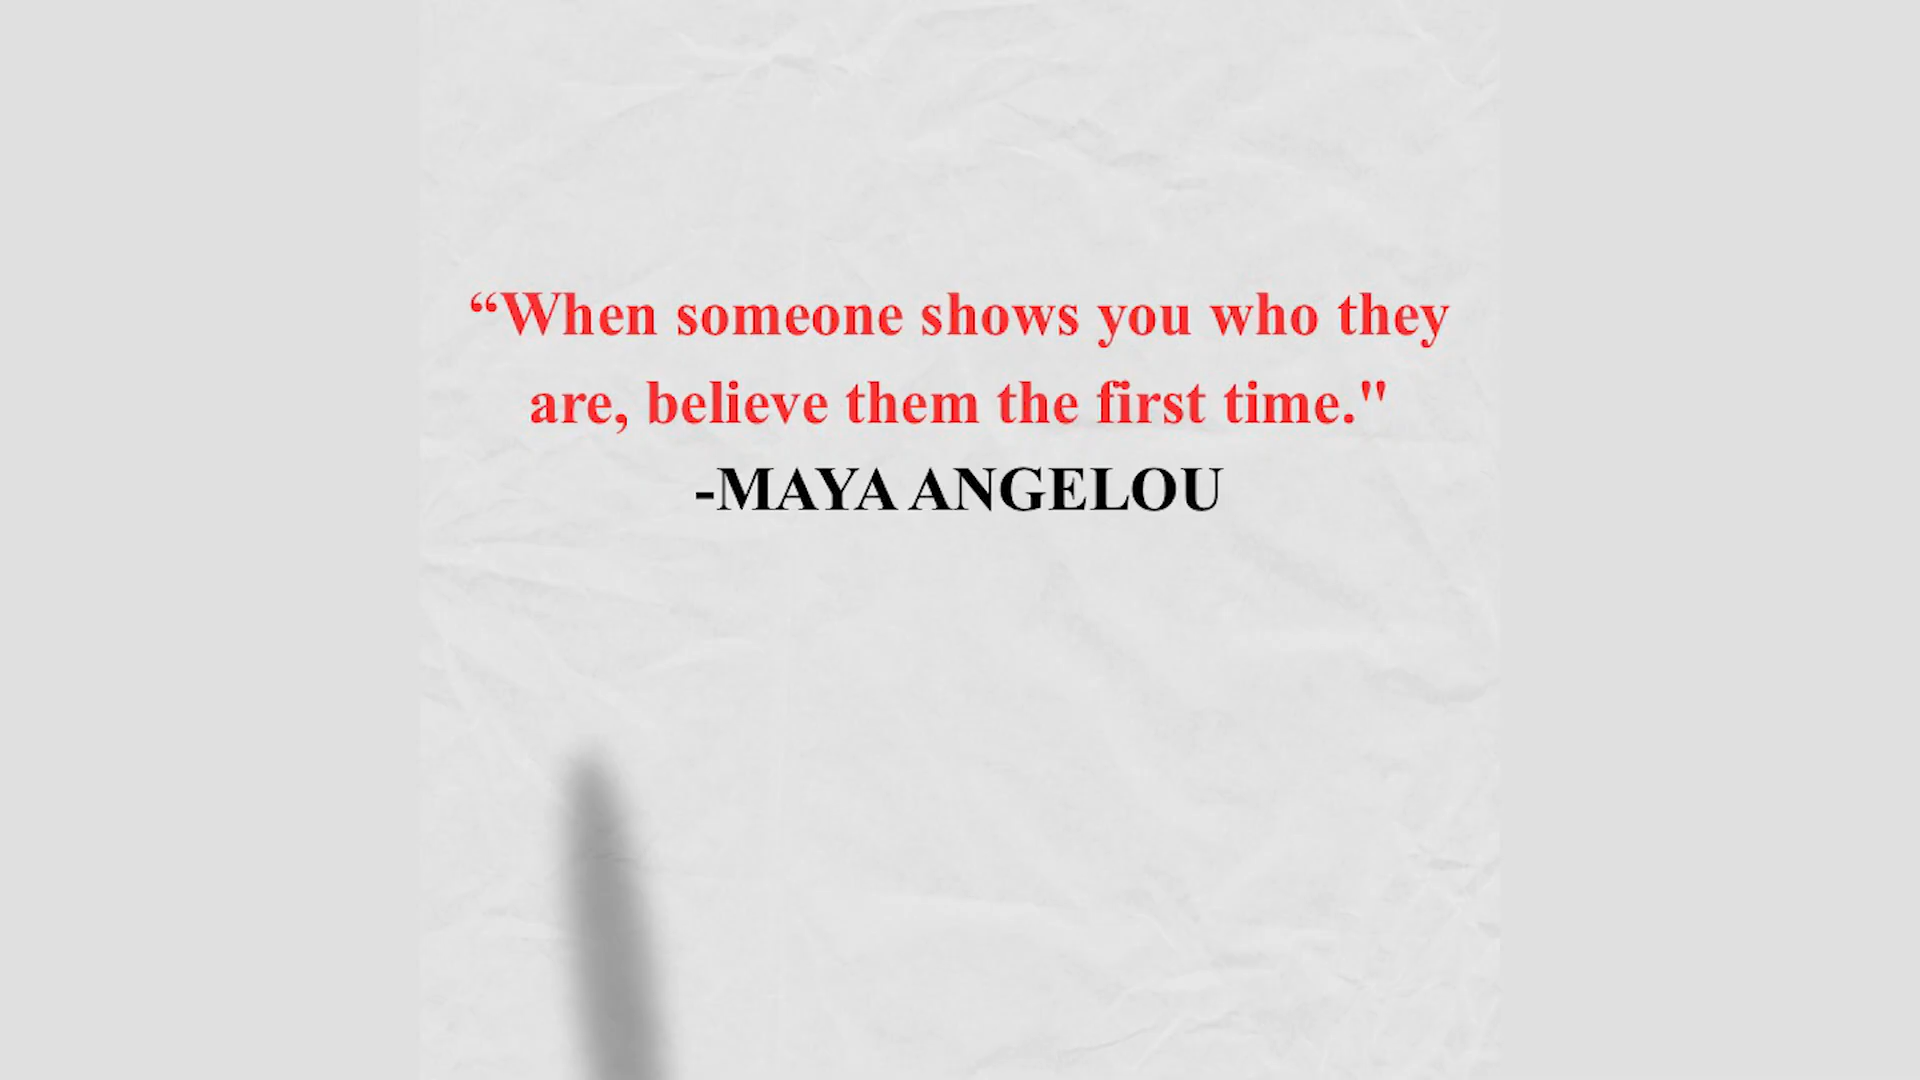 “When someone shows you who they
are, believe them the first time."
-MAYA ANGELOU